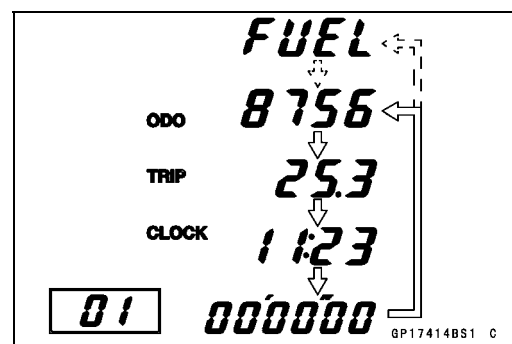 FUEL
ODO 8756
TRIP 25.3
CLOCK 11:23
01 00'00"00
GP17414BS1 C